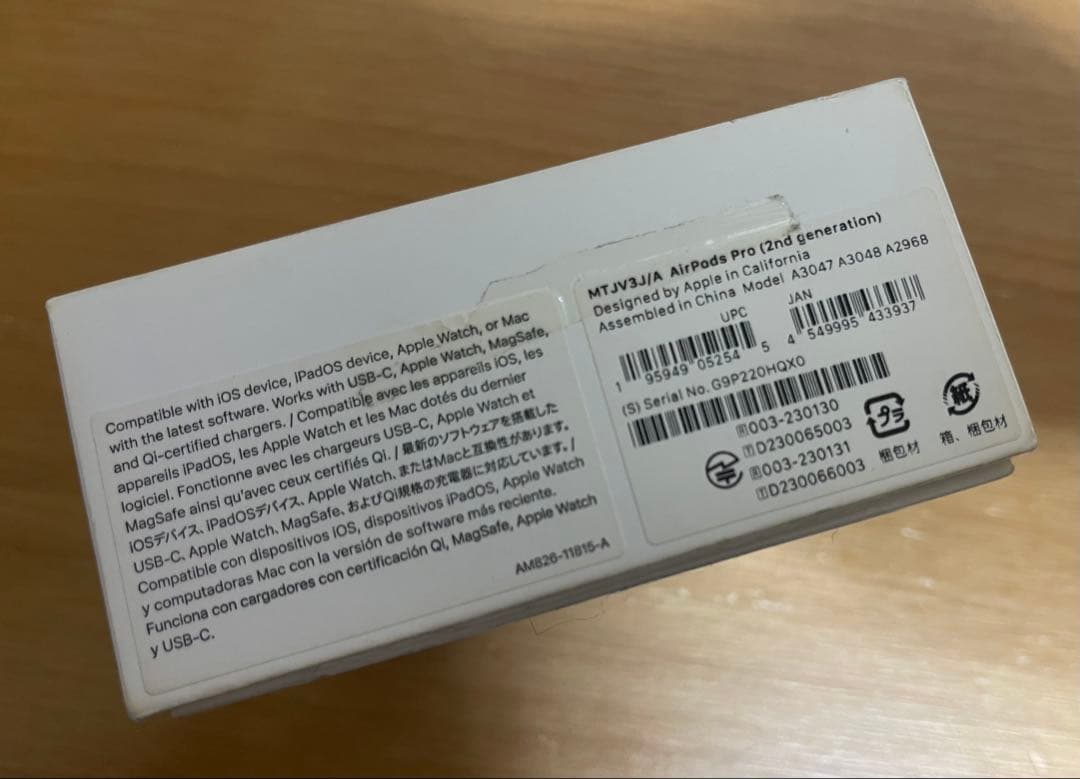 Compatible with iOS device, iPadOS device, Apple Watch, or Mac
with the latest software. Works with USB-C, Apple Watch, MagSafe,
and Qi-certified chargers. / Compatible avec les appareils iOS, les
appareils iPadOS, les Apple Watch et les Mac dotés du dernier
logiciel. Fonctionne avec les chargeurs USB-C, Apple Watch et
MagSafe ainsi qu'avec ceux certifiés Qi. / 最新のソフトウェアを搭載した
iOSデバイス、iPadOSデバイス、Apple Watch、またはMacと互換性があります。
USB-C、Apple Watch、MagSafe、およびQi規格の充電器に対応しています。/
Compatible con dispositivos iOS, dispositivos iPadOS, Apple Watch
y computadoras Mac con la versión de software más reciente.
Funciona con cargadores con certificación Qi, MagSafe, Apple Watch
y USB-C.
AM826-11815-A
MTJV3J/A AirPods Pro (2nd generation)
Designed by Apple in California
Assembled in China Model A3047 A3048 A2968
UPC
1 95949 05254 5
JAN
4 549995 433937
(S) Serial No. G9P220HQX0
R 003-230130
T D230065003
R 003-231131
T D230066003
プラ
梱包材
紙
箱、梱包材